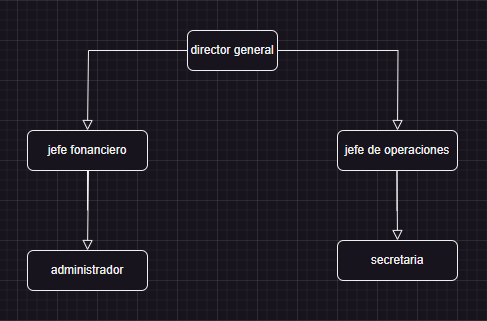 director general
jefe fonanciero
jefe de operaciones
administrador
secretaria